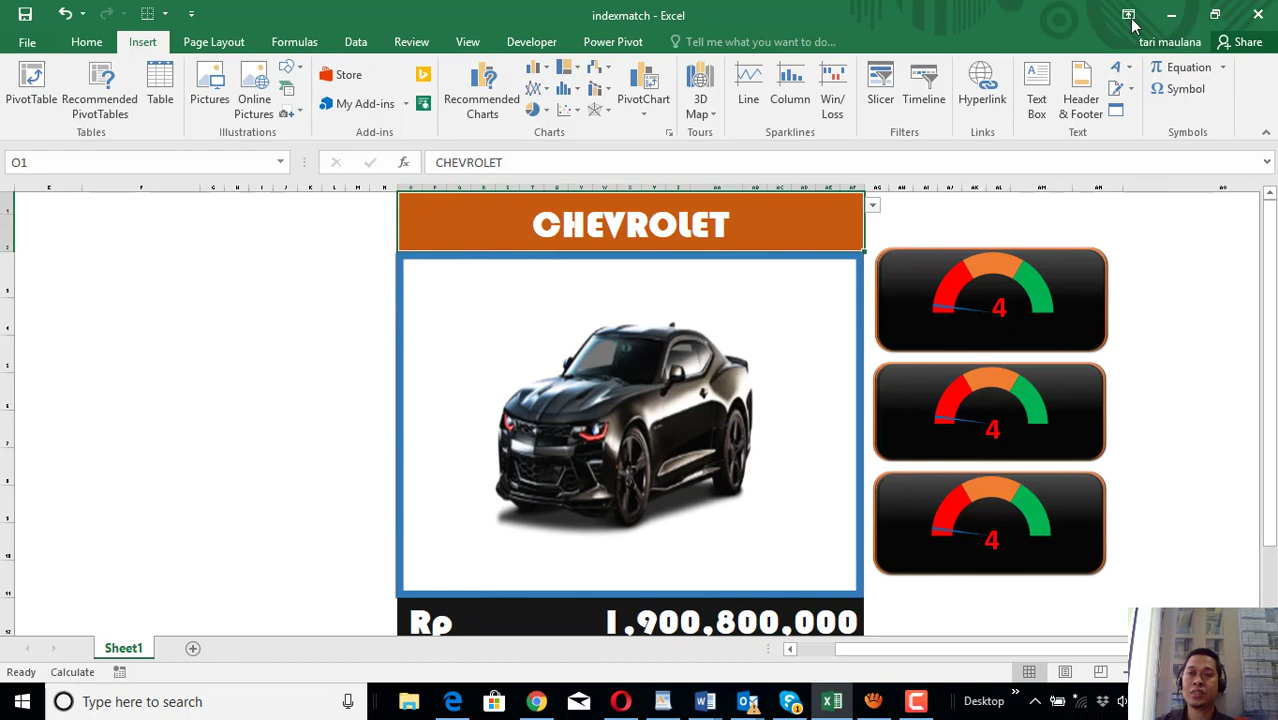 indexmatch - Excel
File Home Insert Page Layout Formulas Data Review View Developer Power Pivot Tell me what you want to do... tari maulana Share
PivotTable
Recommended PivotTables
Table
Tables
Pictures
Online Pictures
Illustrations
Store
My Add-ins
Add-ins
Recommended Charts
PivotChart
Charts
3D Map
Tours
Line
Column
Win/Loss
Sparklines
Slicer
Timeline
Filters
Hyperlink
Links
Text Box
Header & Footer
Text
Equation
Symbol
Symbols
O1 fx CHEVROLET
CHEVROLET
4
4
4
Rp 1,900,800,000
Sheet1
Ready Calculate
Type here to search Desktop